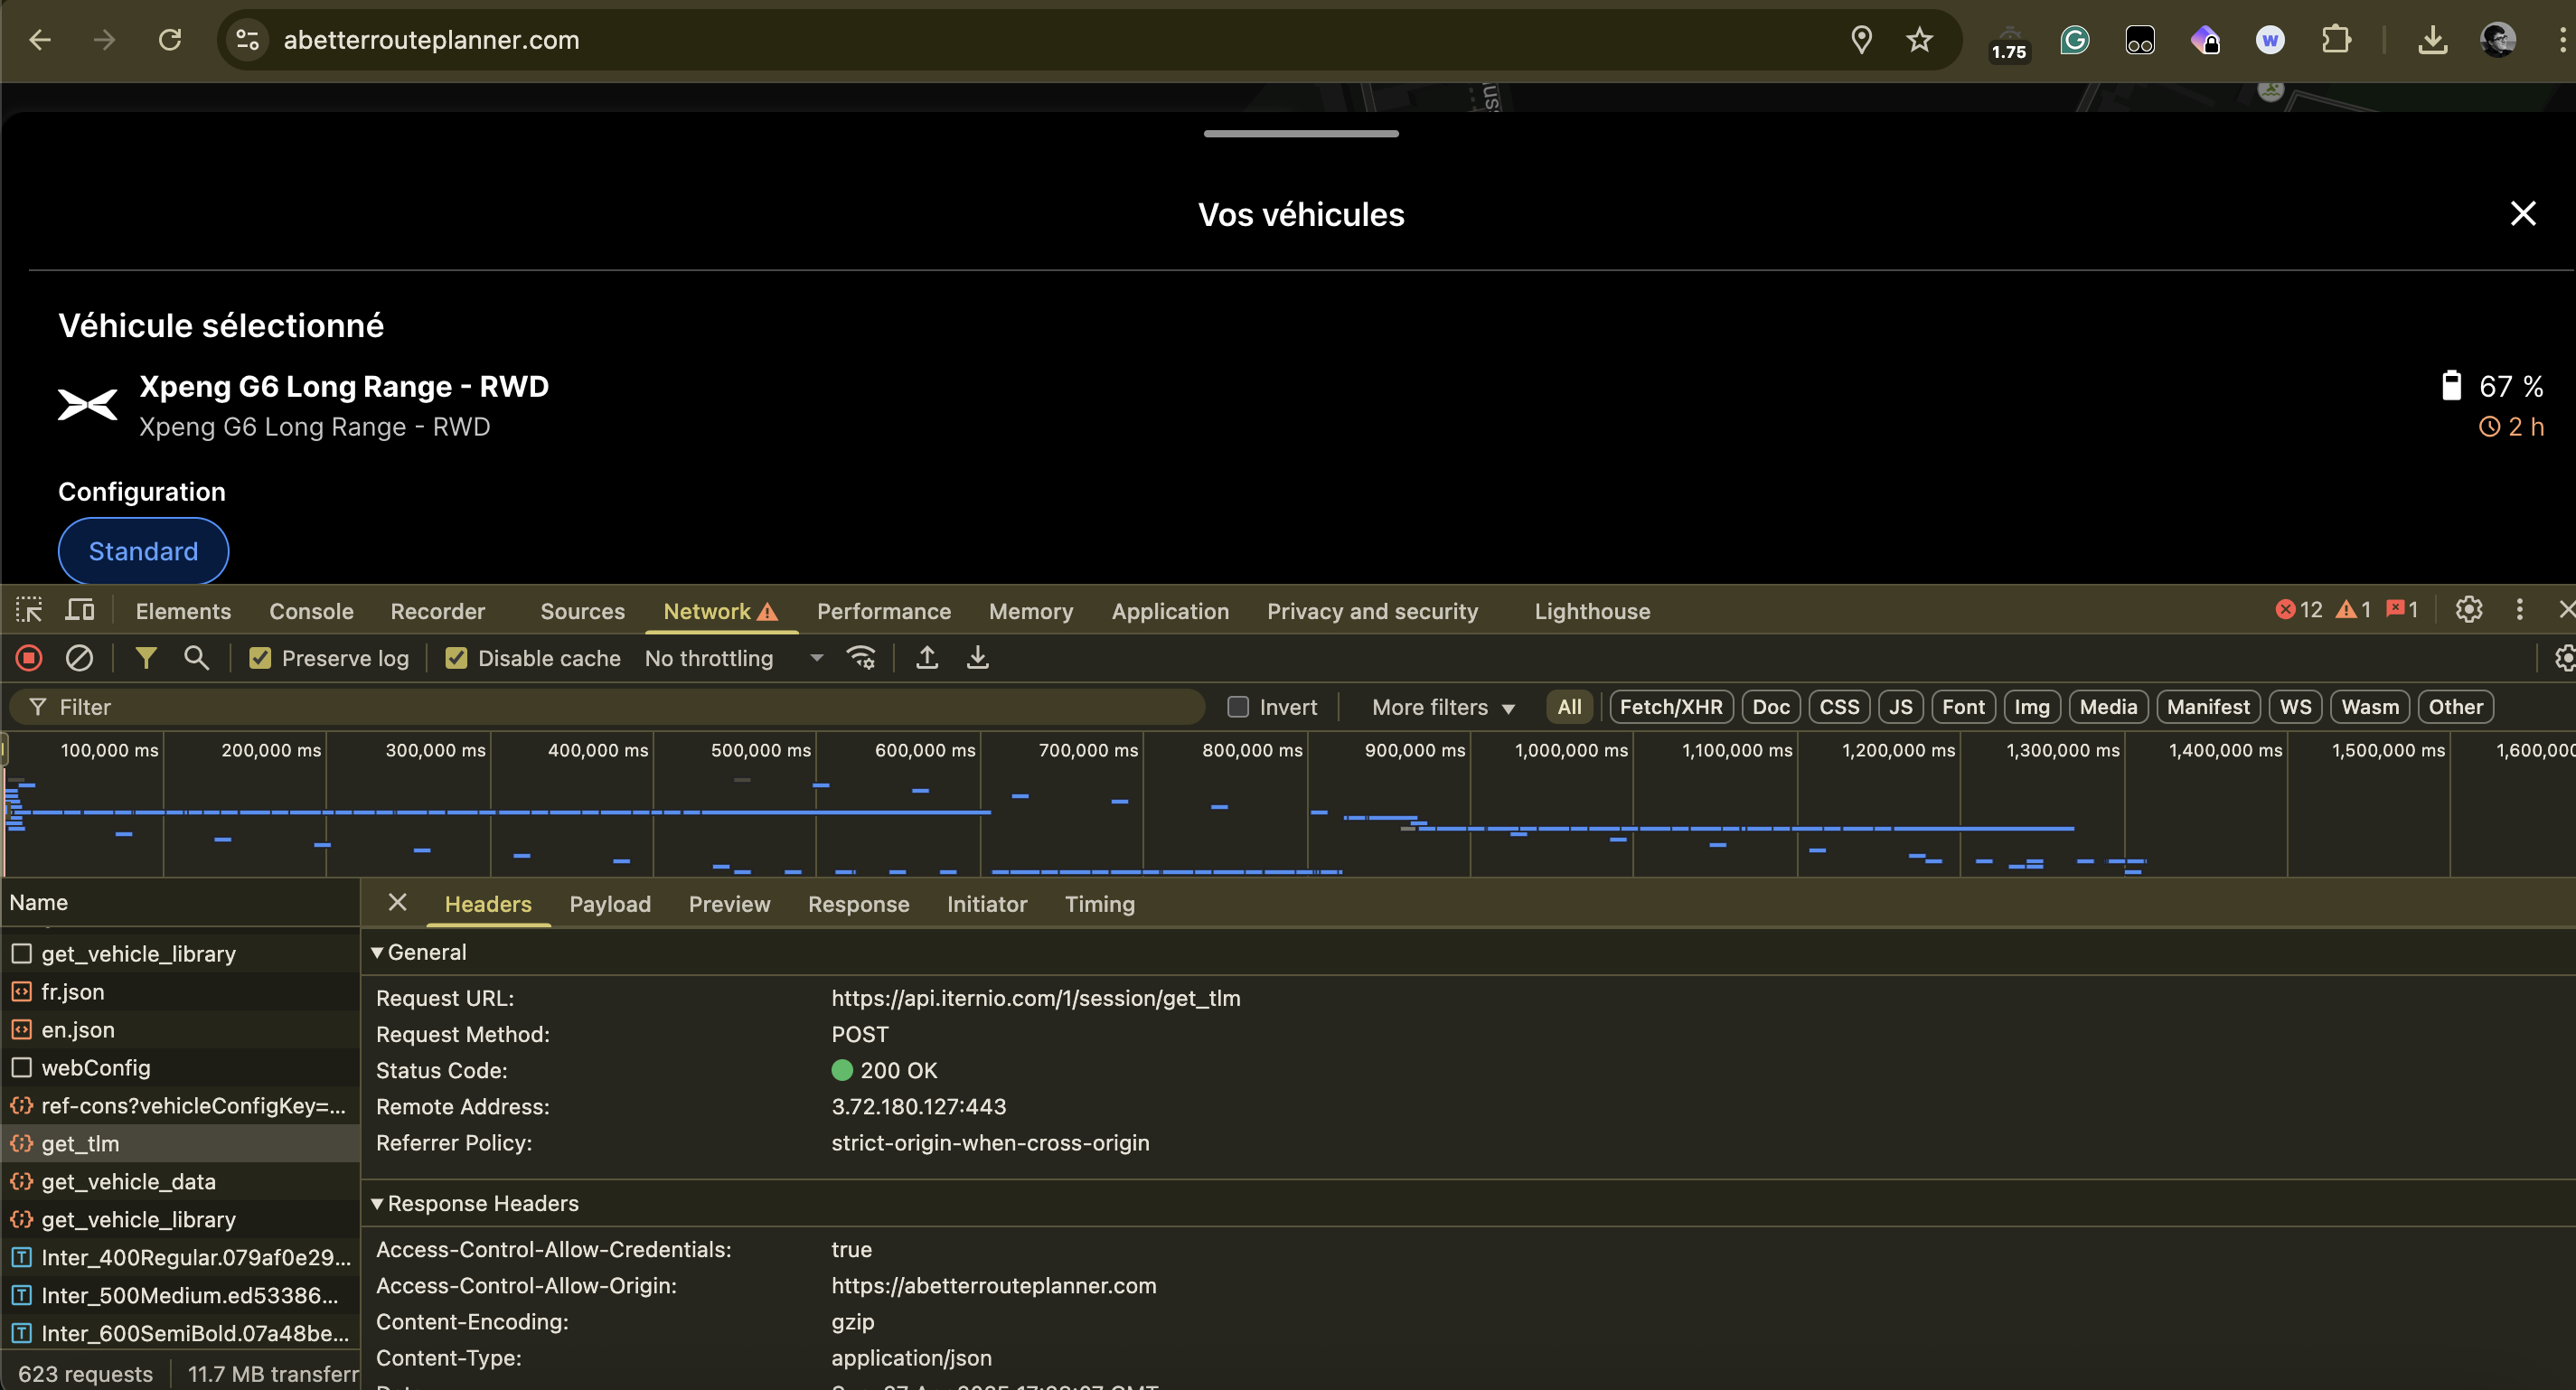 abetterrouteplanner.com
1.75
Vos véhicules
Véhicule sélectionné
Xpeng G6 Long Range - RWD
67 %
Xpeng G6 Long Range - RWD
2 h
Configuration
Standard
Elements Console Recorder Sources Network Performance Memory Application Privacy and security Lighthouse 12 1 1
Preserve log Disable cache No throttling
Filter Invert More filters All Fetch/XHR Doc CSS JS Font Img Media Manifest WS Wasm Other
100,000 ms 200,000 ms 300,000 ms 400,000 ms 500,000 ms 600,000 ms 700,000 ms 800,000 ms 900,000 ms 1,000,000 ms 1,100,000 ms 1,200,000 ms 1,300,000 ms 1,400,000 ms 1,500,000 ms 1,600,000
Name
get_vehicle_library
fr.json
en.json
webConfig
ref-cons?vehicleConfigKey=...
get_tlm
get_vehicle_data
get_vehicle_library
Inter_400Regular.079af0e29...
Inter_500Medium.ed53386...
Inter_600SemiBold.07a48be...
623 requests 11.7 MB transferr
Headers Payload Preview Response Initiator Timing
General
Request URL: https://api.iternio.com/1/session/get_tlm
Request Method: POST
Status Code: 200 OK
Remote Address: 3.72.180.127:443
Referrer Policy: strict-origin-when-cross-origin
Response Headers
Access-Control-Allow-Credentials: true
Access-Control-Allow-Origin: https://abetterrouteplanner.com
Content-Encoding: gzip
Content-Type: application/json